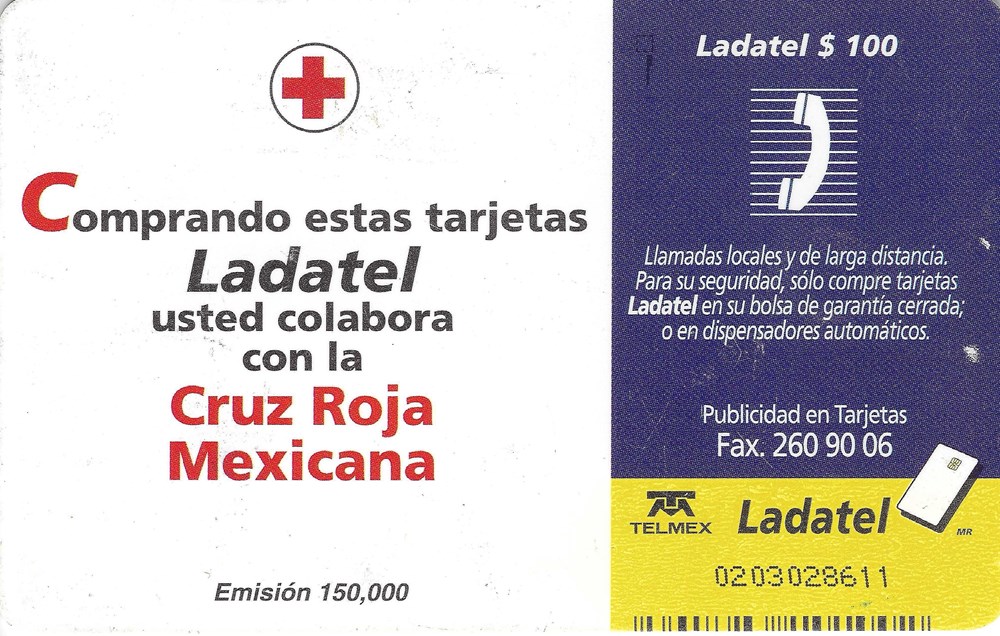 Comprando estas tarjetas
Ladatel
usted colabora
con la
Cruz Roja
Mexicana
Emisión 150,000
Ladatel $ 100
Llamadas locales y de larga distancia.
Para su seguridad, sólo compre tarjetas
Ladatel en su bolsa de garantía cerrada;
o en dispensadores automáticos.
Publicidad en Tarjetas
Fax. 260 90 06
TELMEX
Ladatel
MR
0203028611